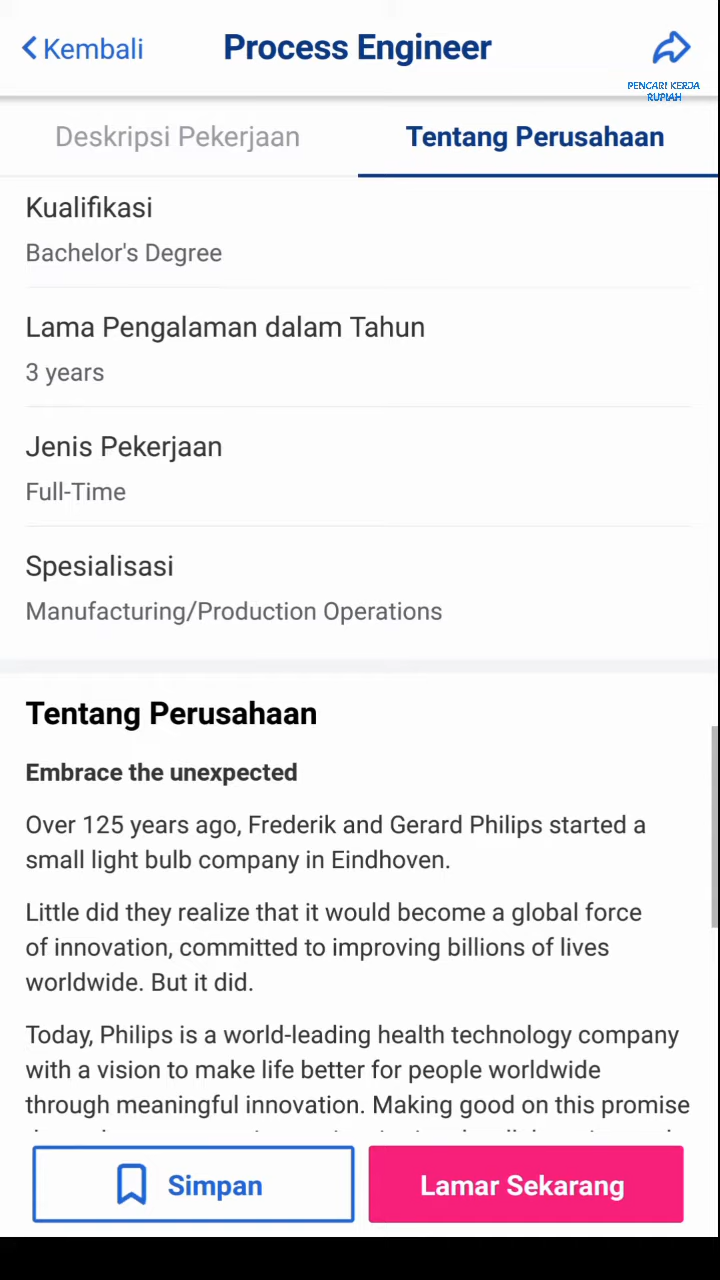 Kembali
Process Engineer
PENCARI KERJA
RUPIAH
Deskripsi Pekerjaan
Tentang Perusahaan
Kualifikasi
Bachelor's Degree
Lama Pengalaman dalam Tahun
3 years
Jenis Pekerjaan
Full-Time
Spesialisasi
Manufacturing/Production Operations
Tentang Perusahaan
Embrace the unexpected
Over 125 years ago, Frederik and Gerard Philips started a
small light bulb company in Eindhoven.
Little did they realize that it would become a global force
of innovation, committed to improving billions of lives
worldwide. But it did.
Today, Philips is a world-leading health technology company
with a vision to make life better for people worldwide
through meaningful innovation. Making good on this promise
Simpan
Lamar Sekarang